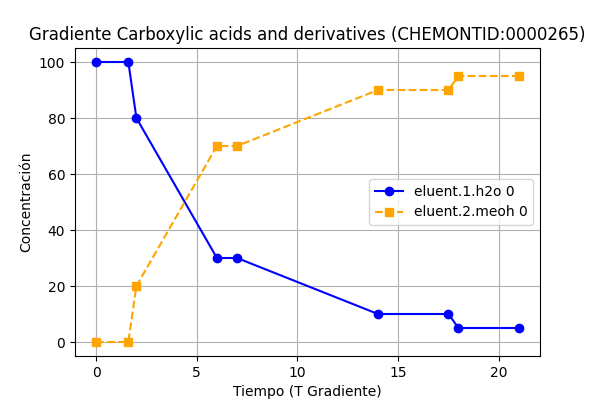 Gradiente Carboxylic acids and derivatives (CHEMONTID:0000265)
100
80
60
40
20
0
Concentración
eluent.1.h2o 0
eluent.2.meoh 0
0 5 10 15 20
Tiempo (T Gradiente)